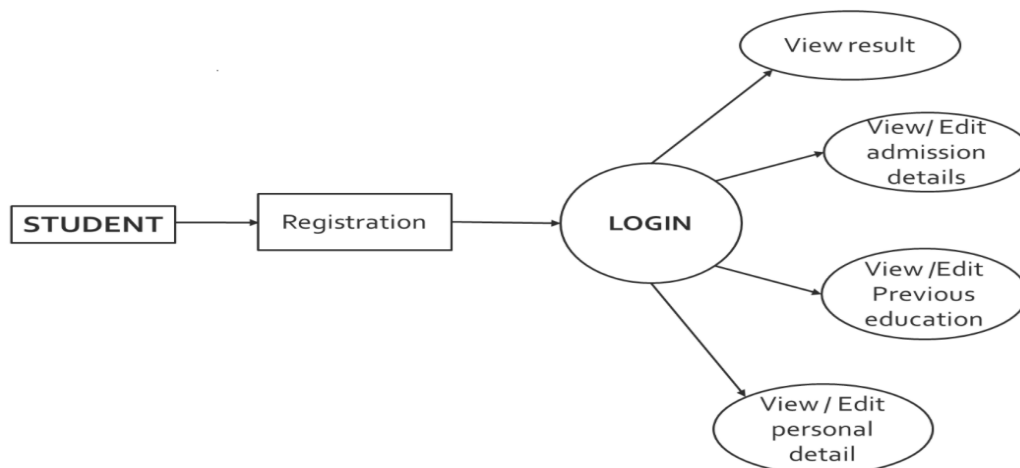 View result
View/ Edit
admission
details
STUDENT
Registration
LOGIN
View /Edit
Previous
education
View / Edit
personal
detail